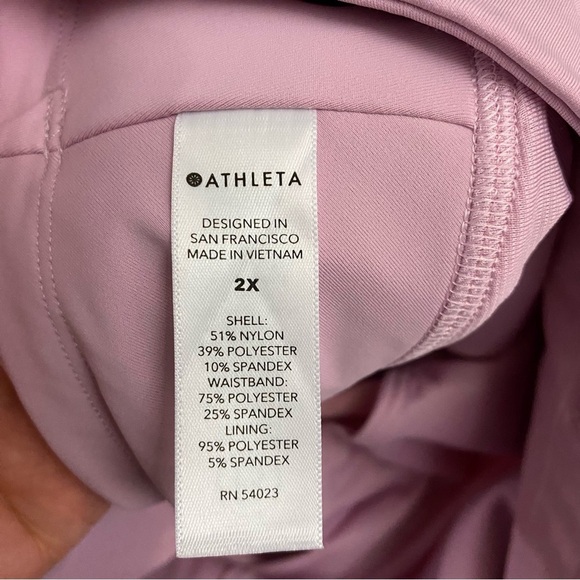 ATHLETA
DESIGNED IN
SAN FRANCISCO
MADE IN VIETNAM
2X
SHELL:
51% NYLON
39% POLYESTER
10% SPANDEX
WAISTBAND:
75% POLYESTER
25% SPANDEX
LINING:
95% POLYESTER
5% SPANDEX
RN 54023